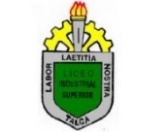 LABOR LAETITIA NOSTRA
LICEO
INDUSTRIAL
SUPERIOR
TALCA